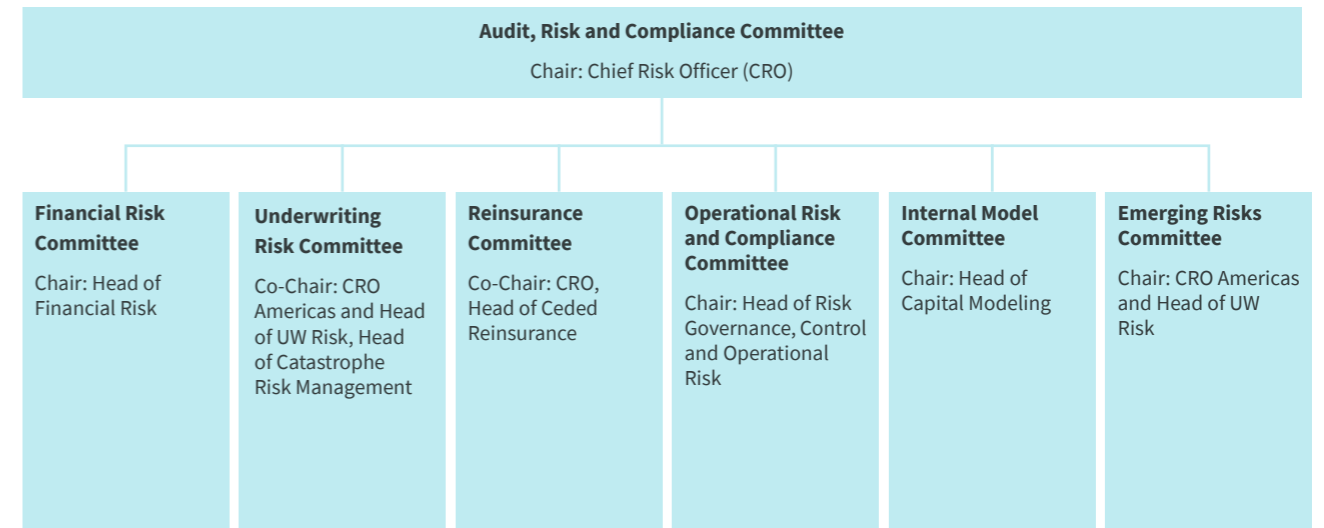 Audit, Risk and Compliance Committee
Chair: Chief Risk Officer (CRO)
Financial Risk
Committee
Chair: Head of
Financial Risk
Underwriting
Risk Committee
Co-Chair: CRO
Americas and Head
of UW Risk, Head
of Catastrophe
Risk Management
Reinsurance
Committee
Co-Chair: CRO,
Head of Ceded
Reinsurance
Operational Risk
and Compliance
Committee
Chair: Head of Risk
Governance, Control
and Operational
Risk
Internal Model
Committee
Chair: Head of
Capital Modeling
Emerging Risks
Committee
Chair: CRO Americas
and Head of UW
Risk